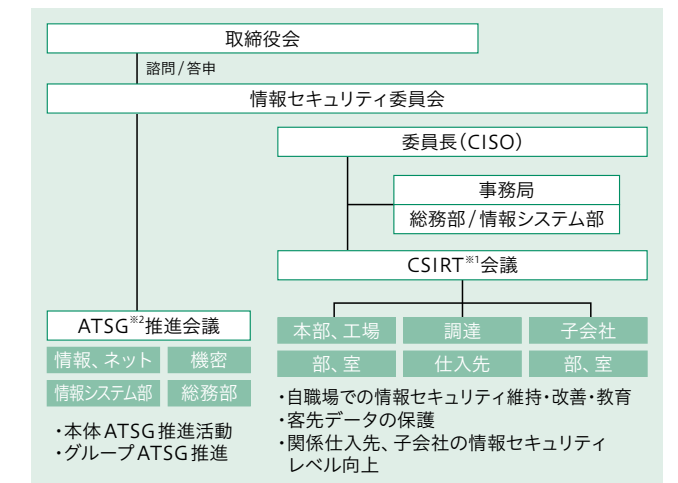 取締役会
諮問/答申
情報セキュリティ委員会
委員長(CISO)
事務局
総務部/情報システム部
CSIRT※1会議
ATSG※2推進会議
情報、ネット 機密
情報システム部 総務部
・本体ATSG推進活動
・グループATSG推進
本部、工場 調達 子会社
部、室 仕入先 部、室
・自職場での情報セキュリティ維持・改善・教育
・客先データの保護
・関係仕入先、子会社の情報セキュリティ
レベル向上